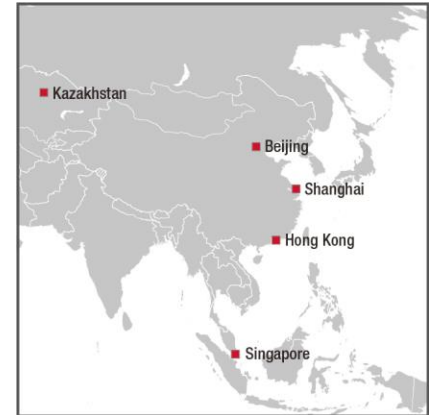 Kazakhstan
Beijing
Shanghai
Hong Kong
Singapore